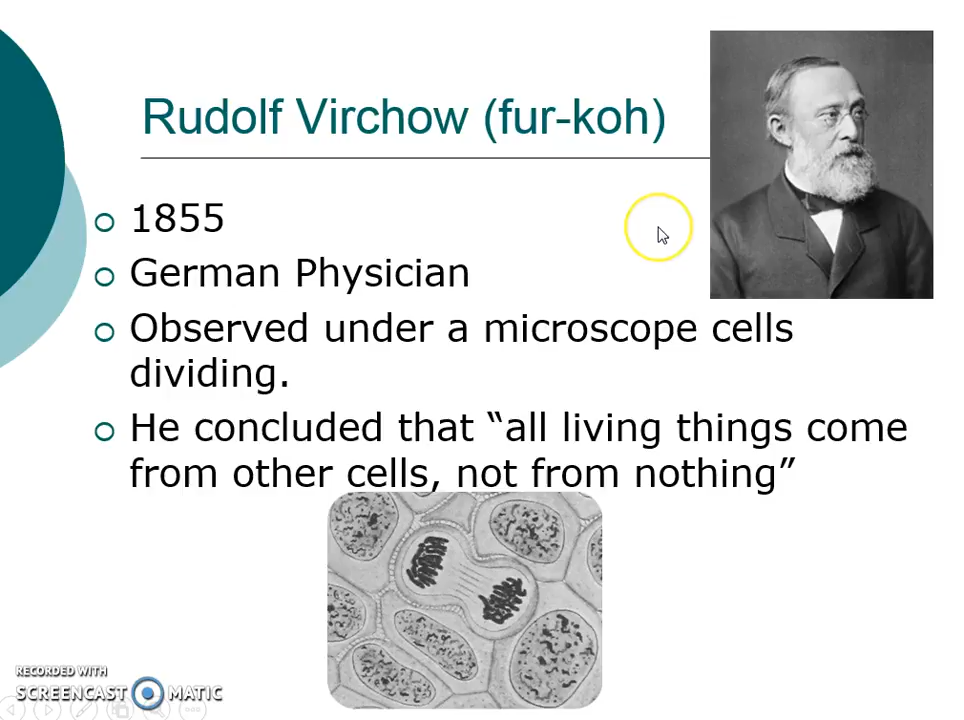 Rudolf Virchow (fur-koh)
1855
German Physician
Observed under a microscope cells
dividing.
He concluded that “all living things come
from other cells, not from nothing”
RECORDED WITH
SCREENCAST MATIC